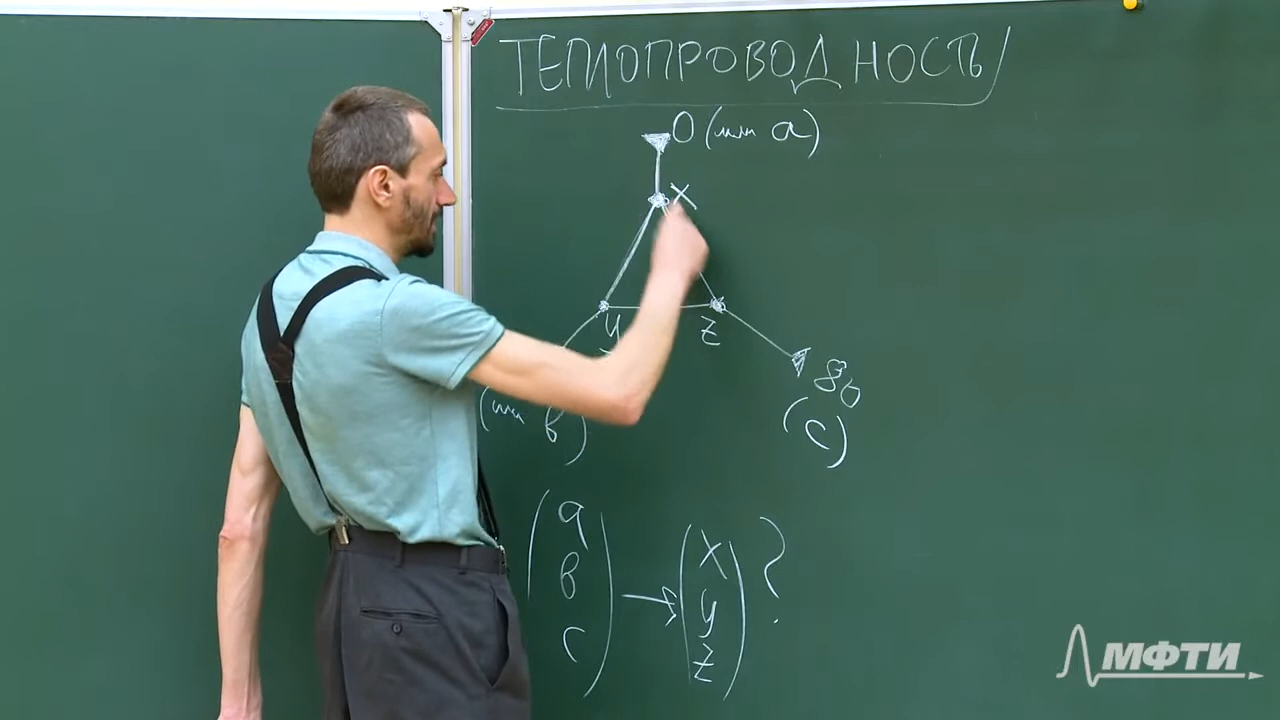 ТЕПЛОПРОВОДНОСТЬ
0 (или a)
x
y
z
80
(c)
(или в)
a
в
c
→
x
y
z
?
МФТИ